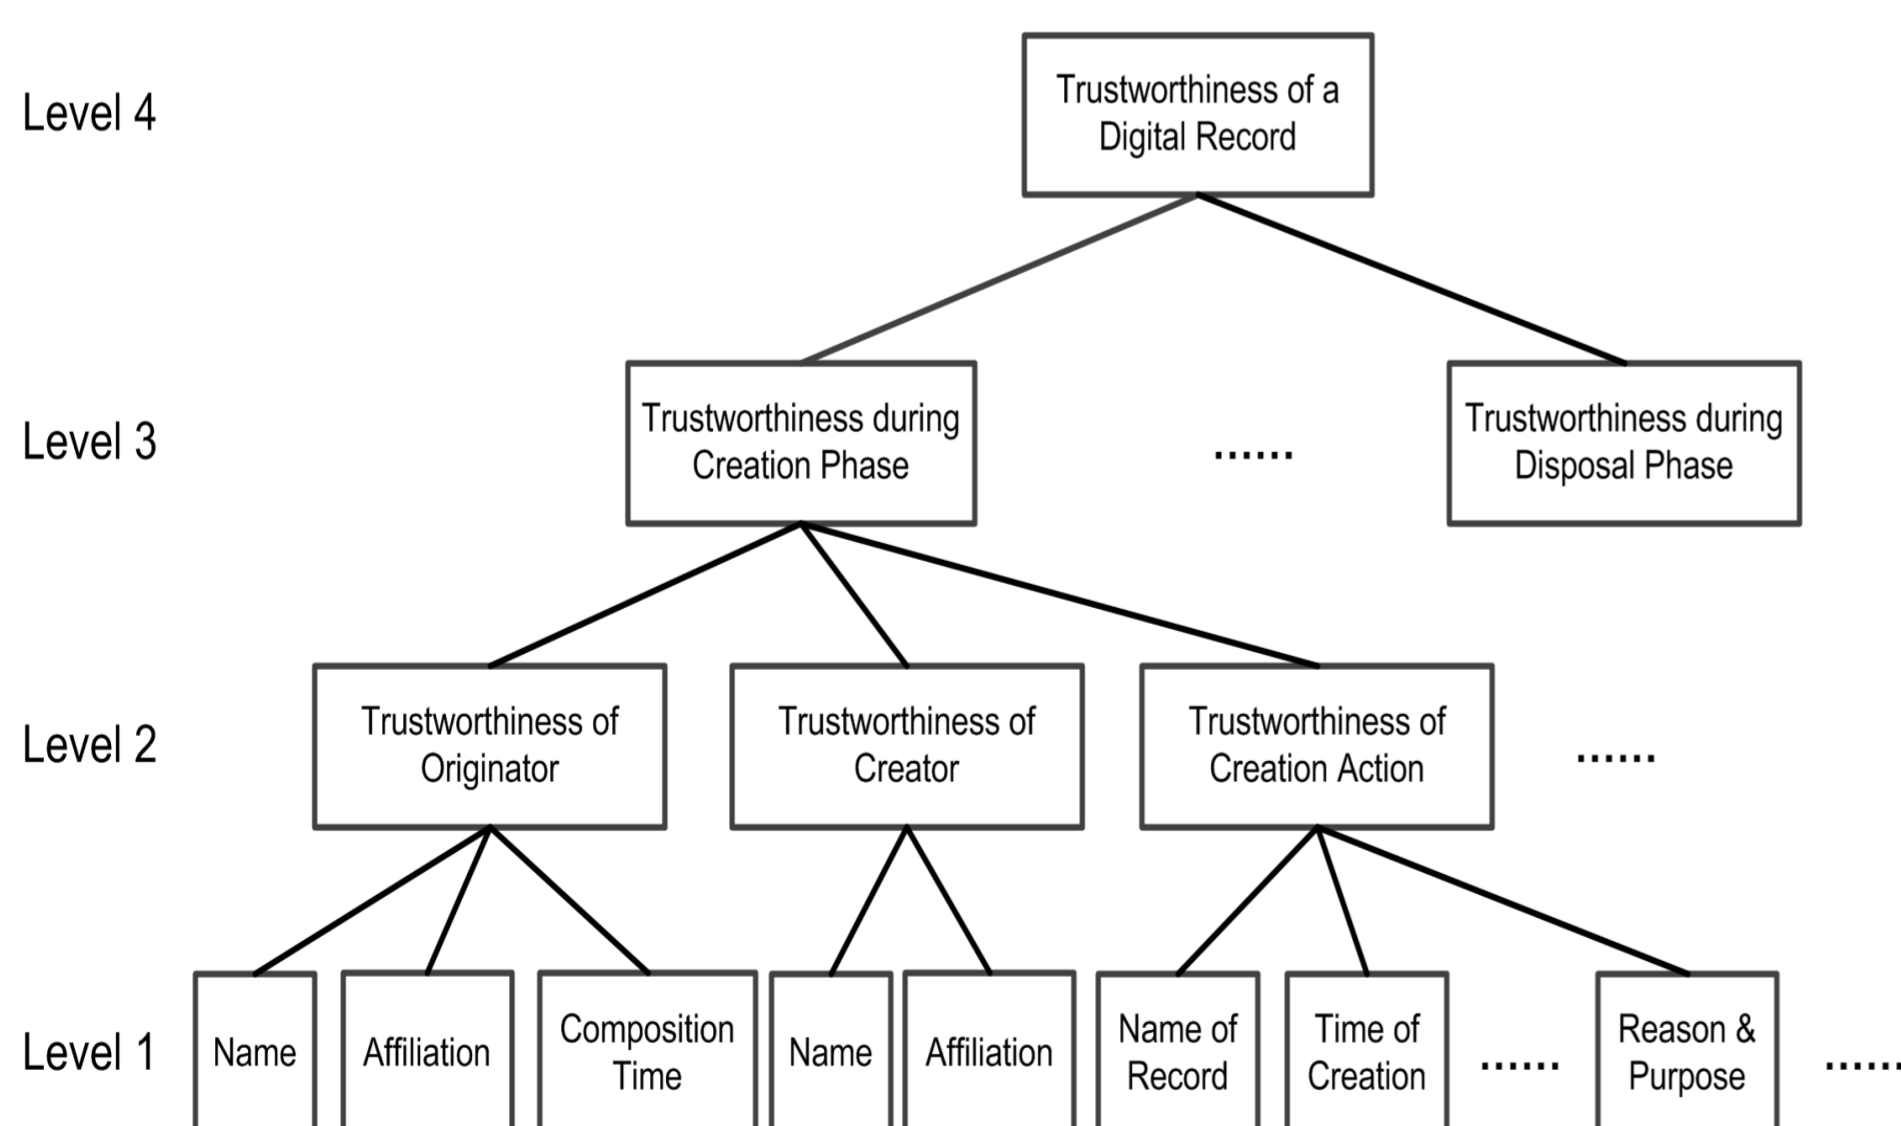 Level 4
Trustworthiness of a
Digital Record
Level 3
Trustworthiness during
Creation Phase
......
Trustworthiness during
Disposal Phase
Level 2
Trustworthiness of
Originator
Trustworthiness of
Creator
Trustworthiness of
Creation Action
......
Level 1
Name
Affiliation
Composition
Time
Name
Affiliation
Name of
Record
Time of
Creation
......
Reason &
Purpose
......